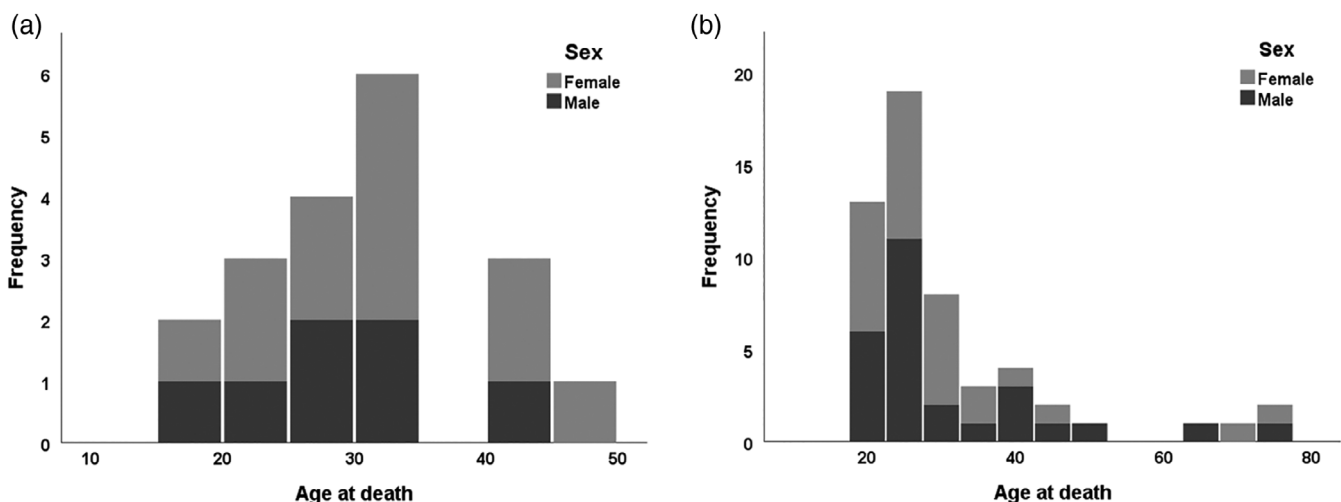 (a)
Sex
Female
Male
Frequency
6
5
4
3
2
1
0
10 20 30 40 50
Age at death
(b)
Sex
Female
Male
Frequency
20
15
10
5
0
20 40 60 80
Age at death